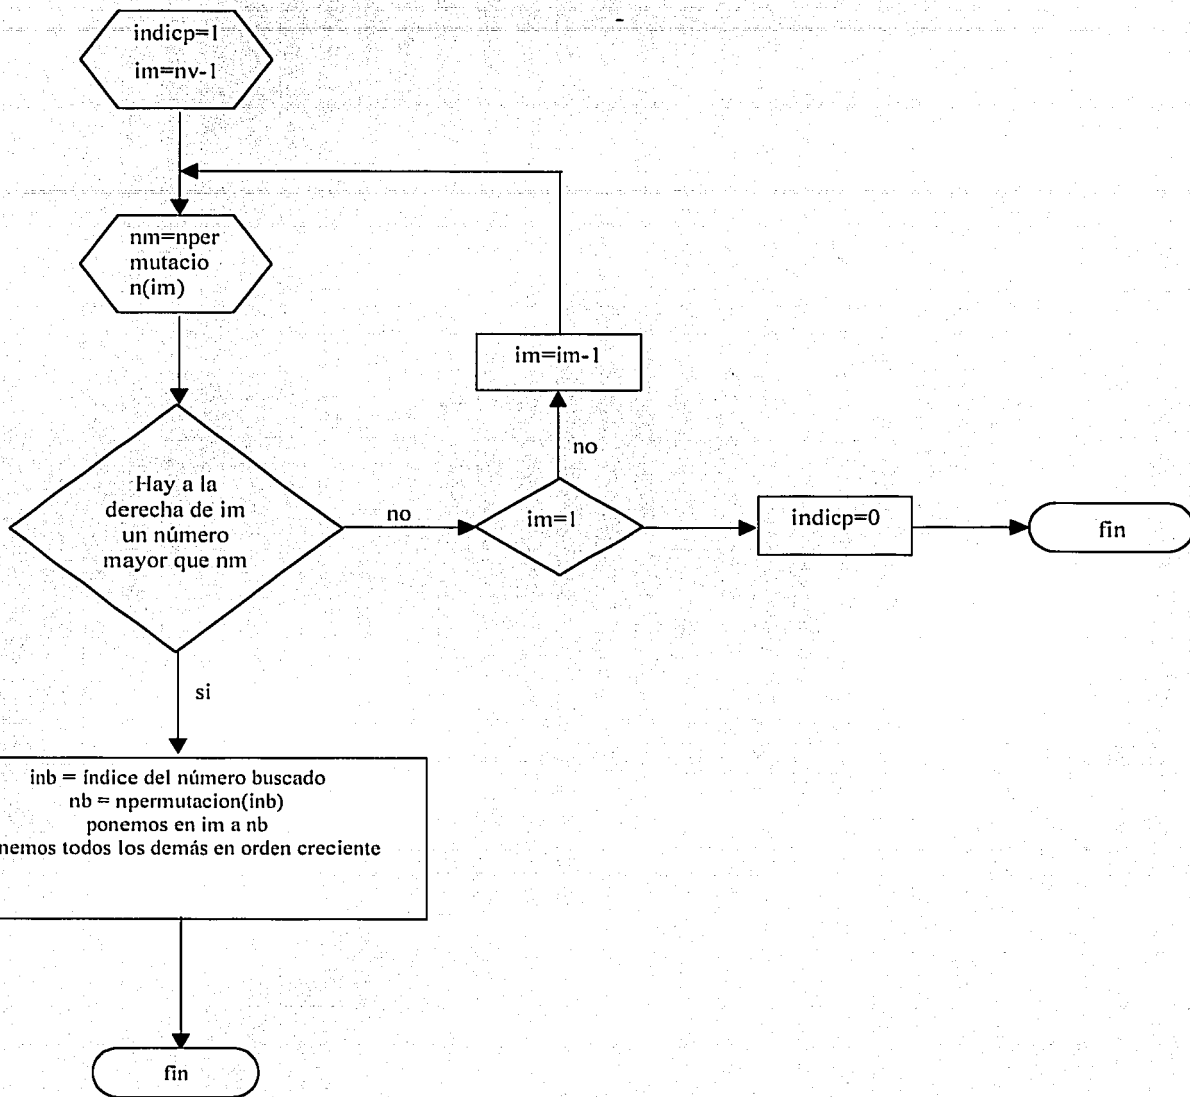 indicp=1
im=nv-1
nm=nper
mutacio
n(im)
im=im-1
no
Hay a la
derecha de im
un número
mayor que nm
no
im=1
indicp=0
fin
si
inb = índice del número buscado
nb = npermutacion(inb)
ponemos en im a nb
nemos todos los demás en orden creciente
fin